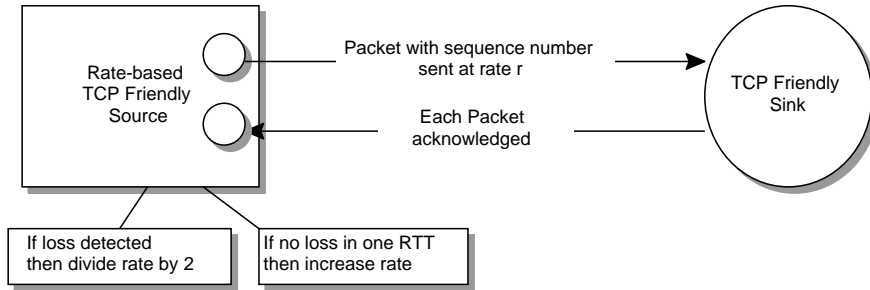 Rate-based
TCP Friendly
Source
Packet with sequence number
sent at rate r
Each Packet
acknowledged
TCP Friendly
Sink
If loss detected
then divide rate by 2
If no loss in one RTT
then increase rate